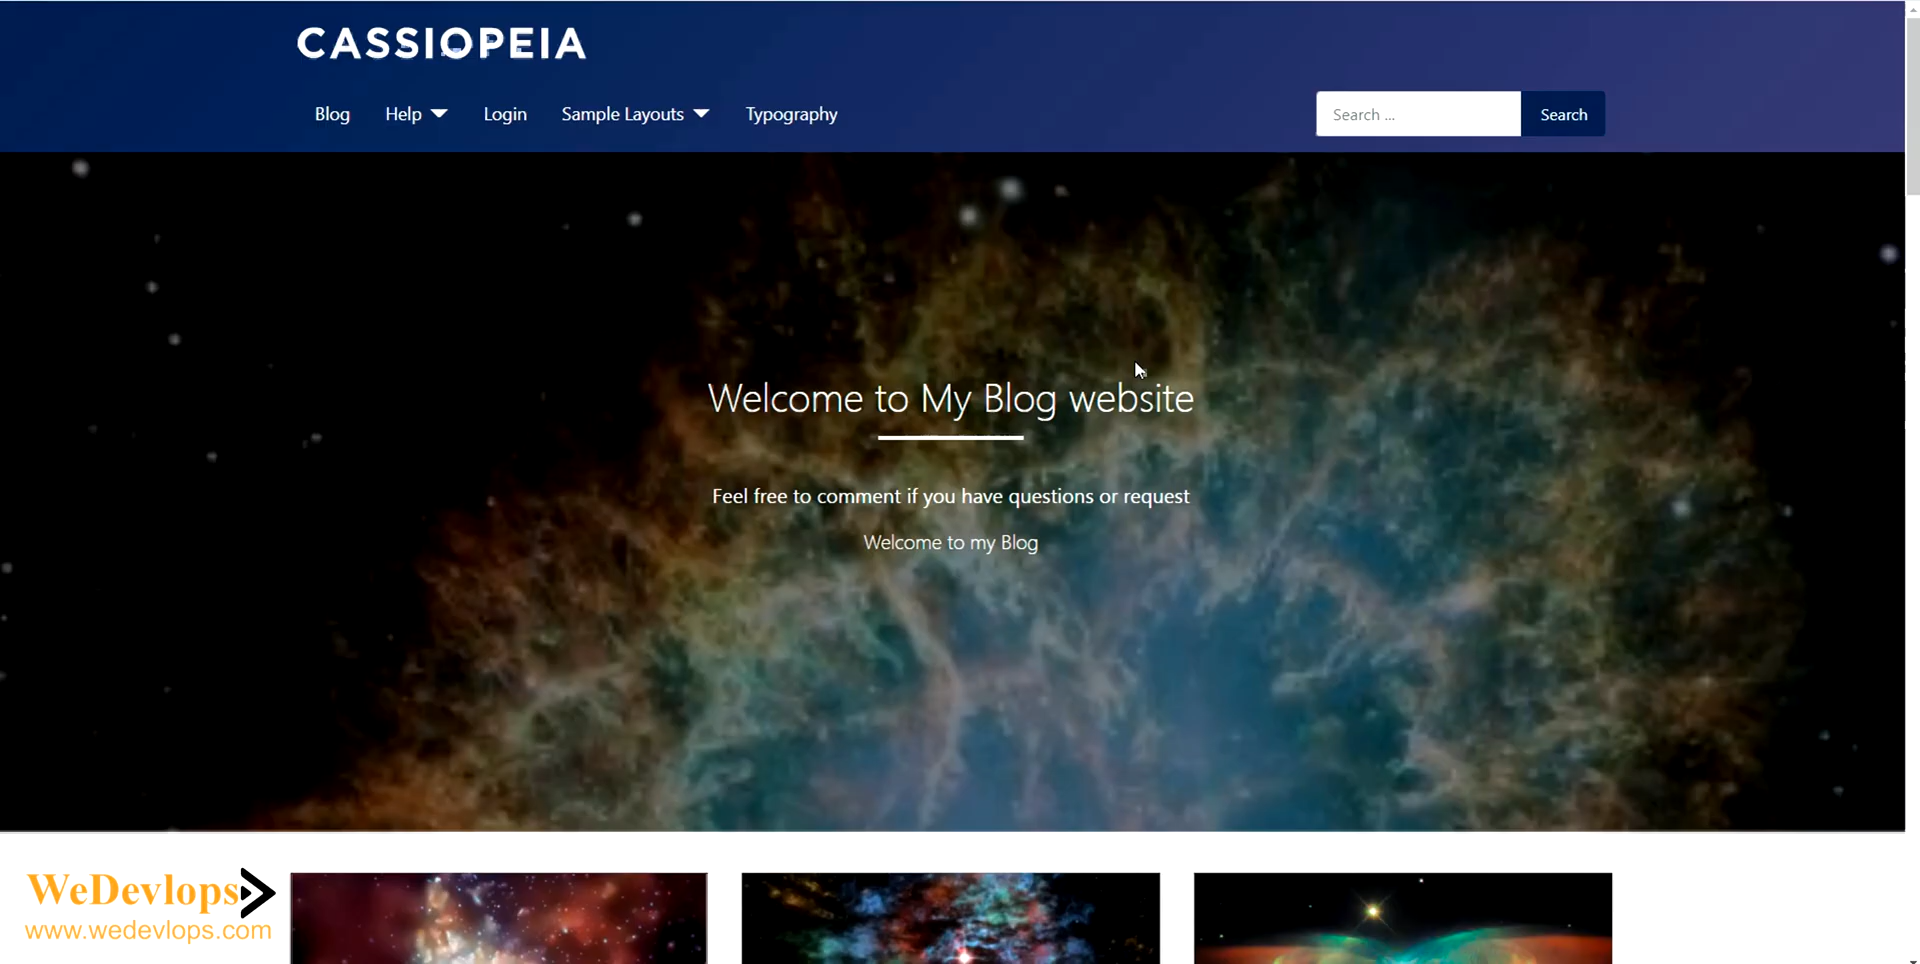 CASSIOPEIA
Blog Help Login Sample Layouts Typography
Search ... Search
Welcome to My Blog website
Feel free to comment if you have questions or request
Welcome to my Blog
WeDevlops
www.wedevlops.com